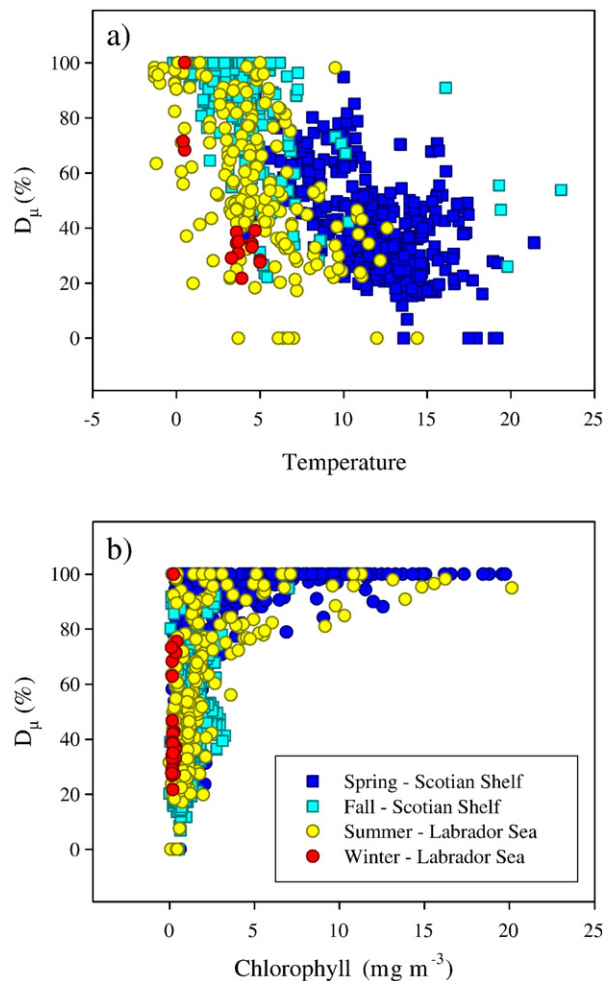 a)
100
80
60
40
20
0
D μ (%)
-5 0 5 10 15 20 25
Temperature
b)
100
80
60
40
20
0
D μ (%)
Spring - Scotian Shelf
Fall - Scotian Shelf
Summer - Labrador Sea
Winter - Labrador Sea
0 5 10 15 20 25
Chlorophyll (mg m⁻³)